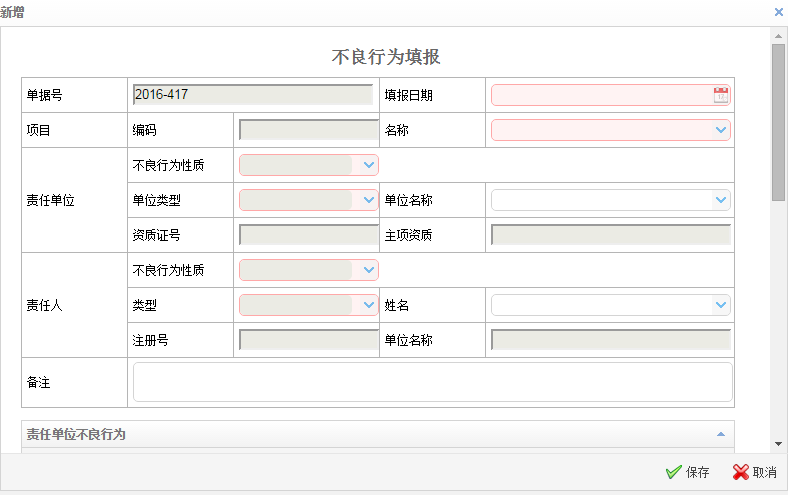 新增
不良行为填报
单据号 2016-417 填报日期
项目 编码 名称
不良行为性质
责任单位 单位类型 单位名称
资质证号 主项资质
不良行为性质
责任人 类型 姓名
注册号 单位名称
备注
责任单位不良行为
保存 取消